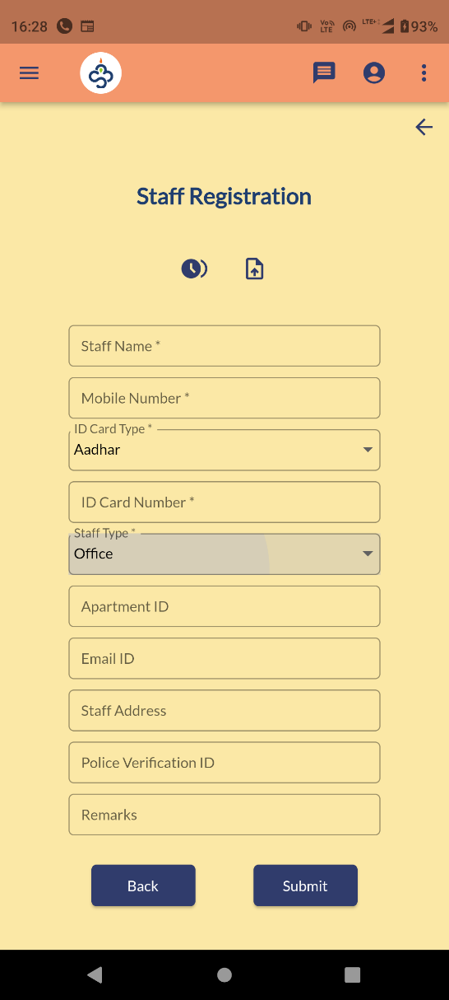 16:28
Vo LTE LTE+ 93%
Staff Registration
Staff Name *
Mobile Number *
ID Card Type *
Aadhar
ID Card Number *
Staff Type *
Office
Apartment ID
Email ID
Staff Address
Police Verification ID
Remarks
Back Submit